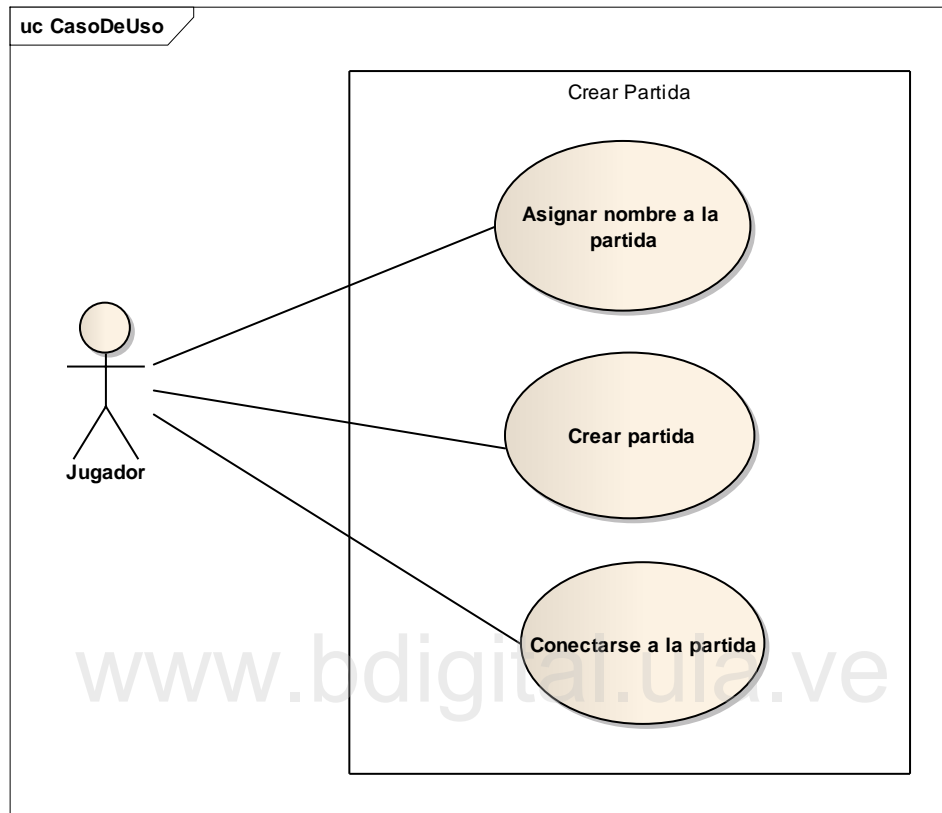 uc CasoDeUso
Crear Partida
Asignar nombre a la
partida
Crear partida
Jugador
Conectarse a la partida
www.bdigital.ula.ve